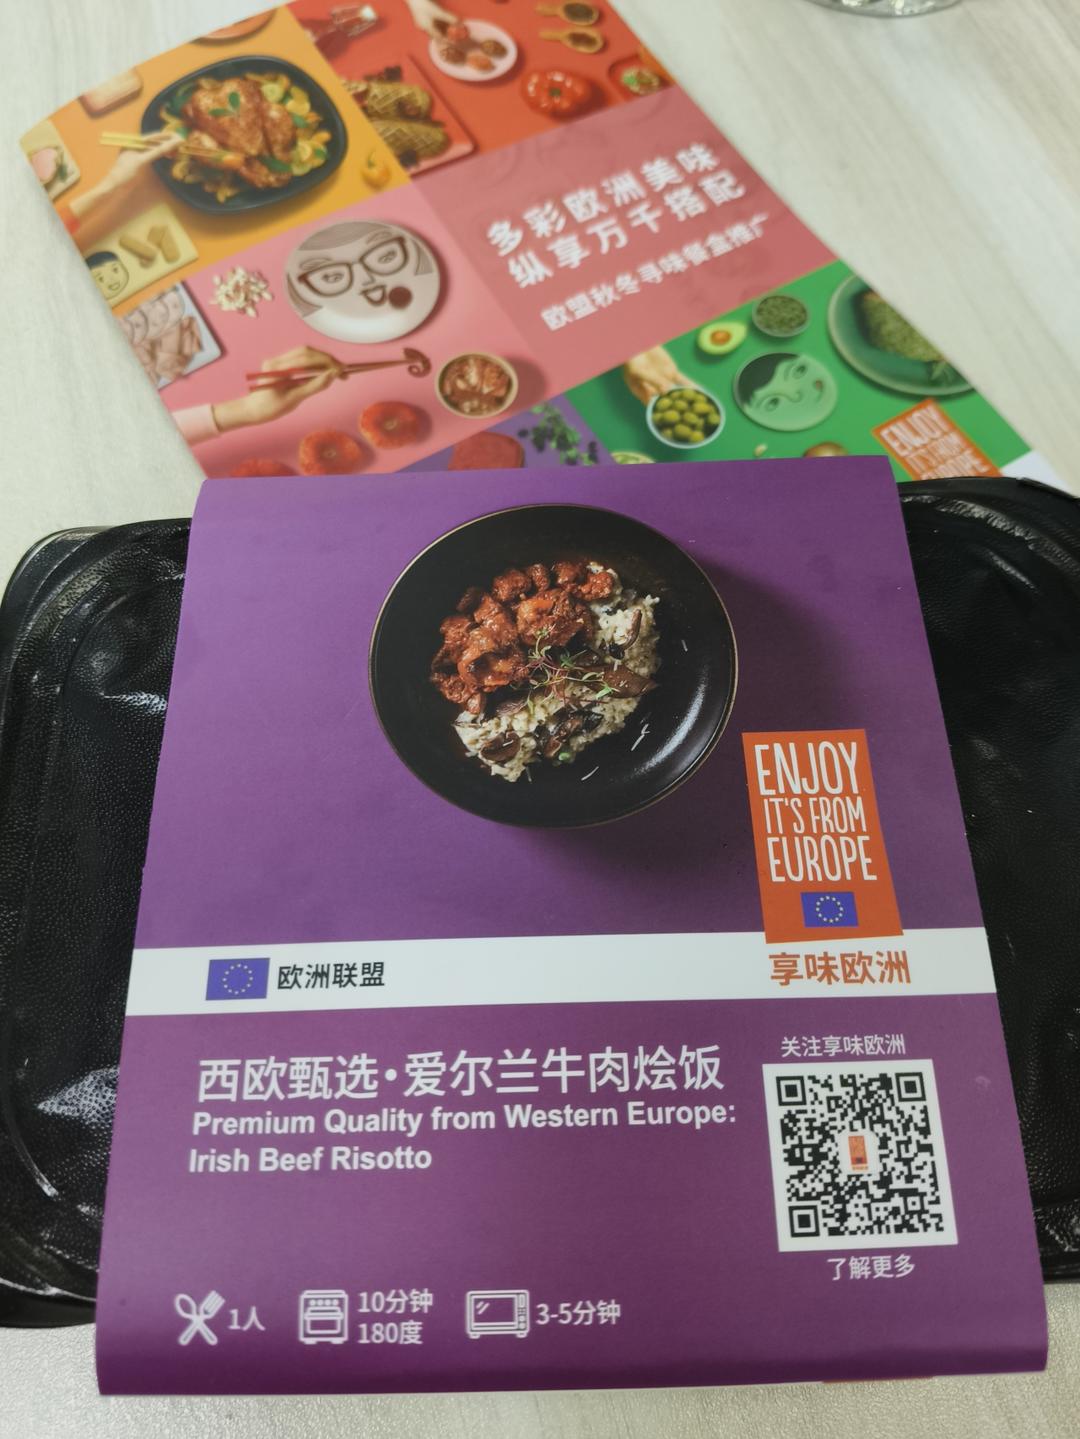 多彩欧洲美味
纵享万千搭配
欧盟秋冬寻味餐盒推广
ENJOY
IT'S FROM
EUROPE
ENJOY
IT'S FROM
EUROPE
欧洲联盟
享味欧洲
西欧甄选·爱尔兰牛肉烩饭
Premium Quality from Western Europe:
Irish Beef Risotto
关注享味欧洲
了解更多
1人
10分钟
180度
3-5分钟